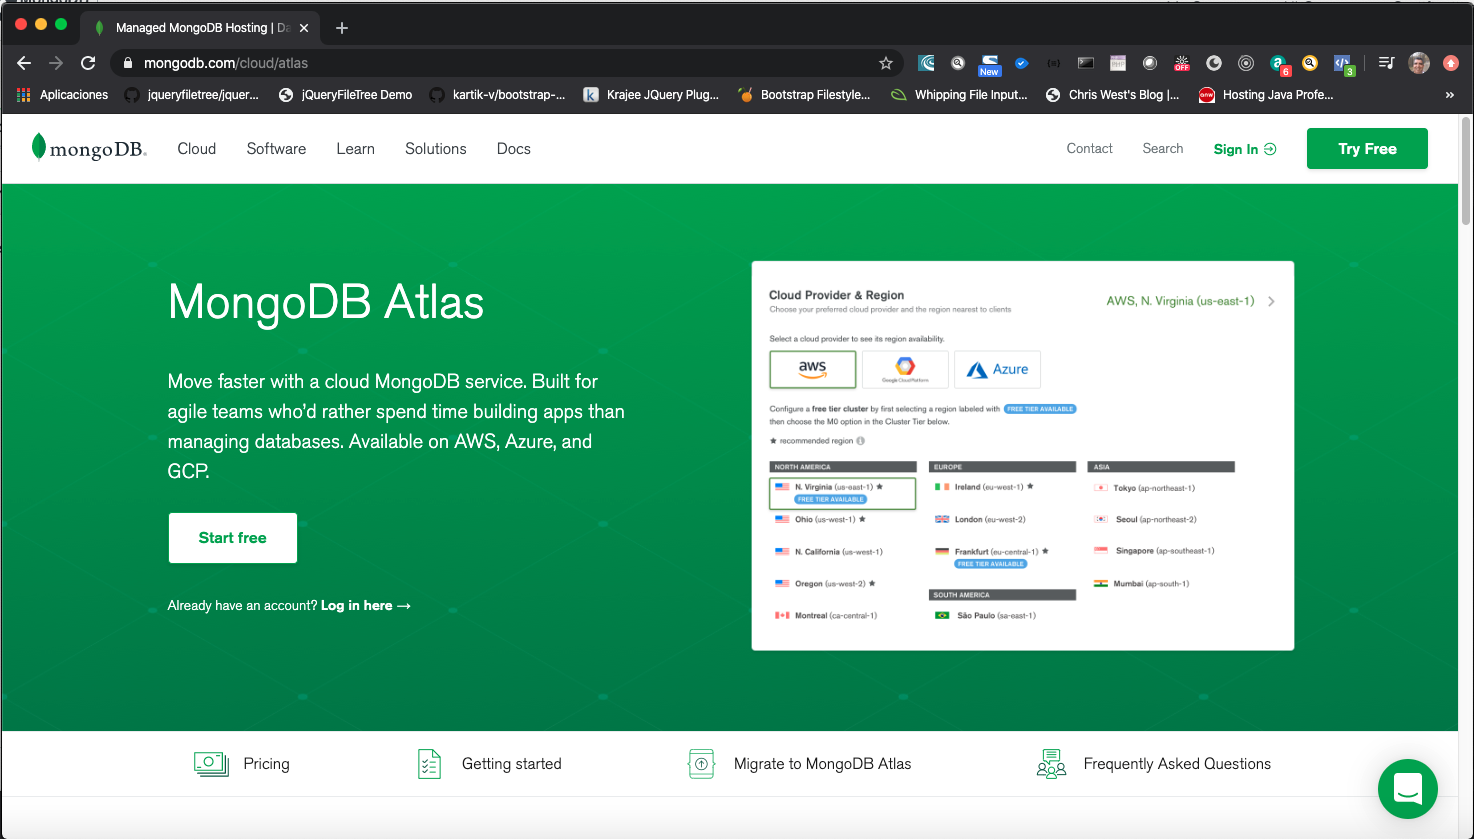 Managed MongoDB Hosting | Da
mongodb.com/cloud/atlas
New
OFF
6
3
Aplicaciones
jqueryfiletree/jquer...
jQueryFileTree Demo
kartik-v/bootstrap-...
Krajee JQuery Plug...
Bootstrap Filestyle...
Whipping File Input...
Chris West's Blog |...
Hosting Java Profe...
mongoDB.
Cloud
Software
Learn
Solutions
Docs
Contact
Search
Sign In
Try Free
MongoDB Atlas
Move faster with a cloud MongoDB service. Built for
agile teams who'd rather spend time building apps than
managing databases. Available on AWS, Azure, and
GCP.
Start free
Already have an account? Log in here →
Cloud Provider & Region
Choose your preferred cloud provider and the region nearest to clients
AWS, N. Virginia (us-east-1)
Select a cloud provider to see its region availability.
aws
Google Cloud Platform
Azure
Configure a free tier cluster by first selecting a region labeled with FREE TIER AVAILABLE
then choose the M0 option in the Cluster Tier below.
★ recommended region
NORTH AMERICA
N. Virginia (us-east-1) ★
FREE TIER AVAILABLE
Ohio (us-west-1) ★
N. California (us-west-1)
Oregon (us-west-2) ★
Montreal (ca-central-1)
EUROPE
Ireland (eu-west-1) ★
London (eu-west-2)
Frankfurt (eu-central-1) ★
FREE TIER AVAILABLE
SOUTH AMERICA
São Paulo (sa-east-1)
ASIA
Tokyo (ap-northeast-1)
Seoul (ap-northeast-2)
Singapore (ap-southeast-1)
Mumbai (ap-south-1)
Pricing
Getting started
Migrate to MongoDB Atlas
Frequently Asked Questions